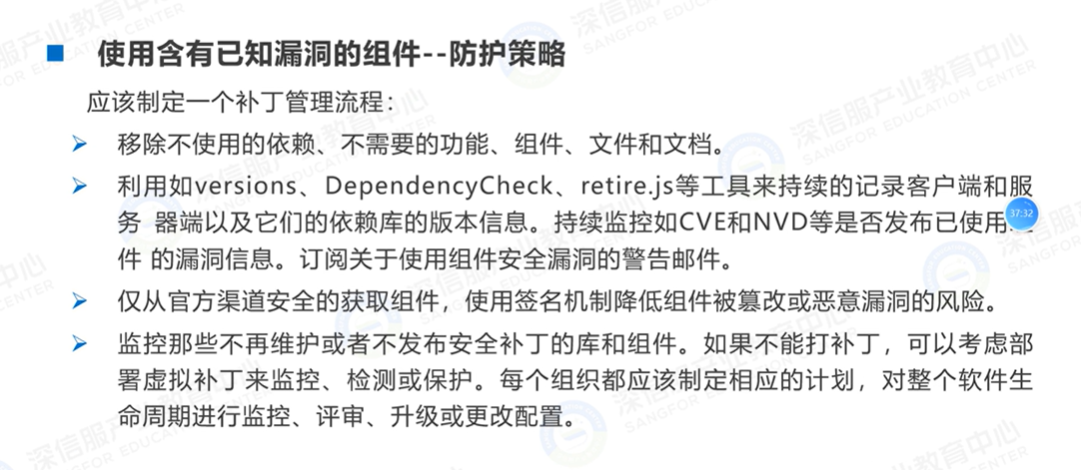 使用含有已知漏洞的组件--防护策略
应该制定一个补丁管理流程：
移除不使用的依赖、不需要的功能、组件、文件和文档。
利用如versions、DependencyCheck、retire.js等工具来持续的记录客户端和服
务 器端以及它们的依赖库的版本信息。持续监控如CVE和NVD等是否发布已使用
37:32
件 的漏洞信息。订阅关于使用组件安全漏洞的警告邮件。
仅从官方渠道安全的获取组件，使用签名机制降低组件被篡改或恶意漏洞的风险。
监控那些不再维护或者不发布安全补丁的库和组件。如果不能打补丁，可以考虑部
署虚拟补丁来监控、检测或保护。每个组织都应该制定相应的计划，对整个软件生
命周期进行监控、评审、升级或更改配置。
深信服产业教育中心
SANGFOR EDUCATION CENTER